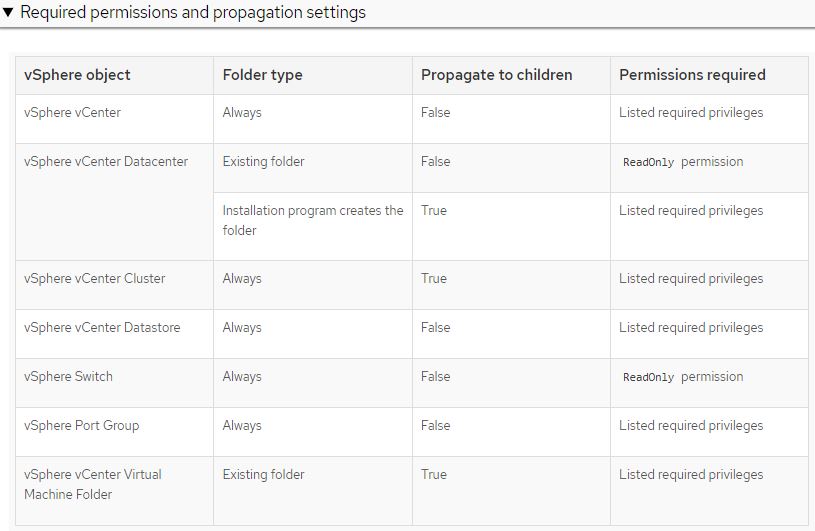 Required permissions and propagation settings
vSphere object Folder type Propagate to children Permissions required
vSphere vCenter Always False Listed required privileges
vSphere vCenter Datacenter Existing folder False ReadOnly permission
Installation program creates the True Listed required privileges
folder
vSphere vCenter Cluster Always True Listed required privileges
vSphere vCenter Datastore Always False Listed required privileges
vSphere Switch Always False ReadOnly permission
vSphere Port Group Always False Listed required privileges
vSphere vCenter Virtual Existing folder True Listed required privileges
Machine Folder